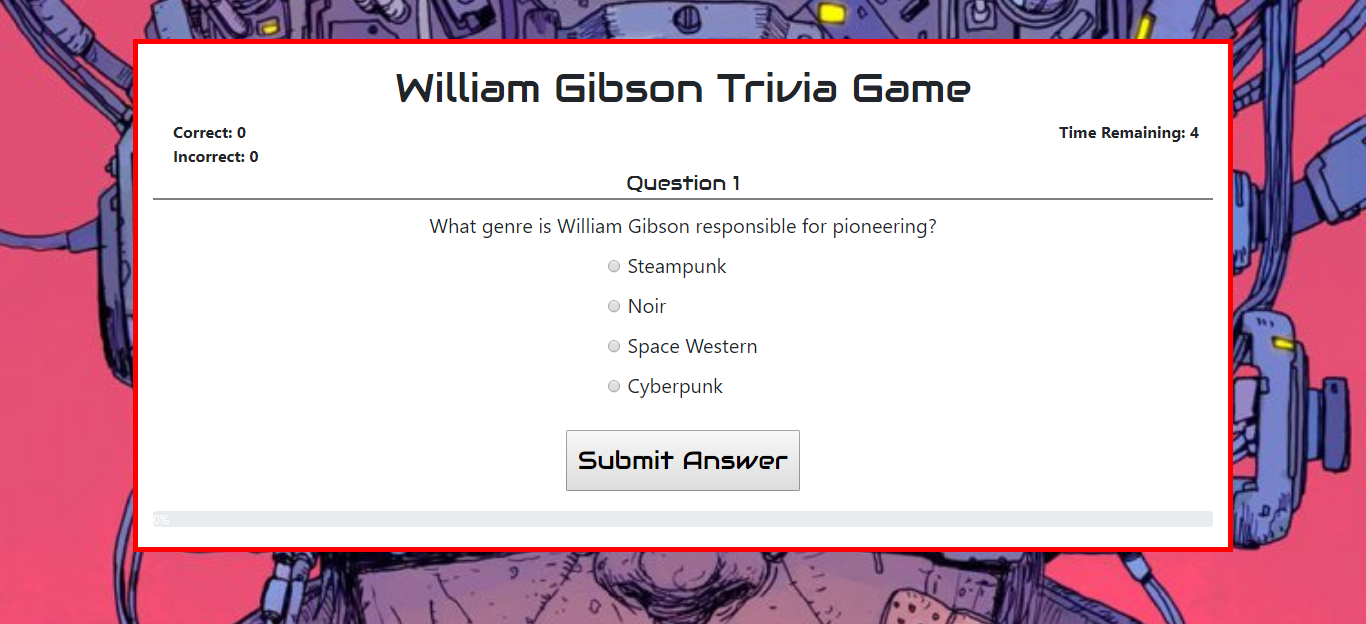 William Gibson Trivia Game
Correct: 0
Time Remaining: 4
Incorrect: 0
Question 1
What genre is William Gibson responsible for pioneering?
Steampunk
Noir
Space Western
Cyberpunk
Submit Answer
0%